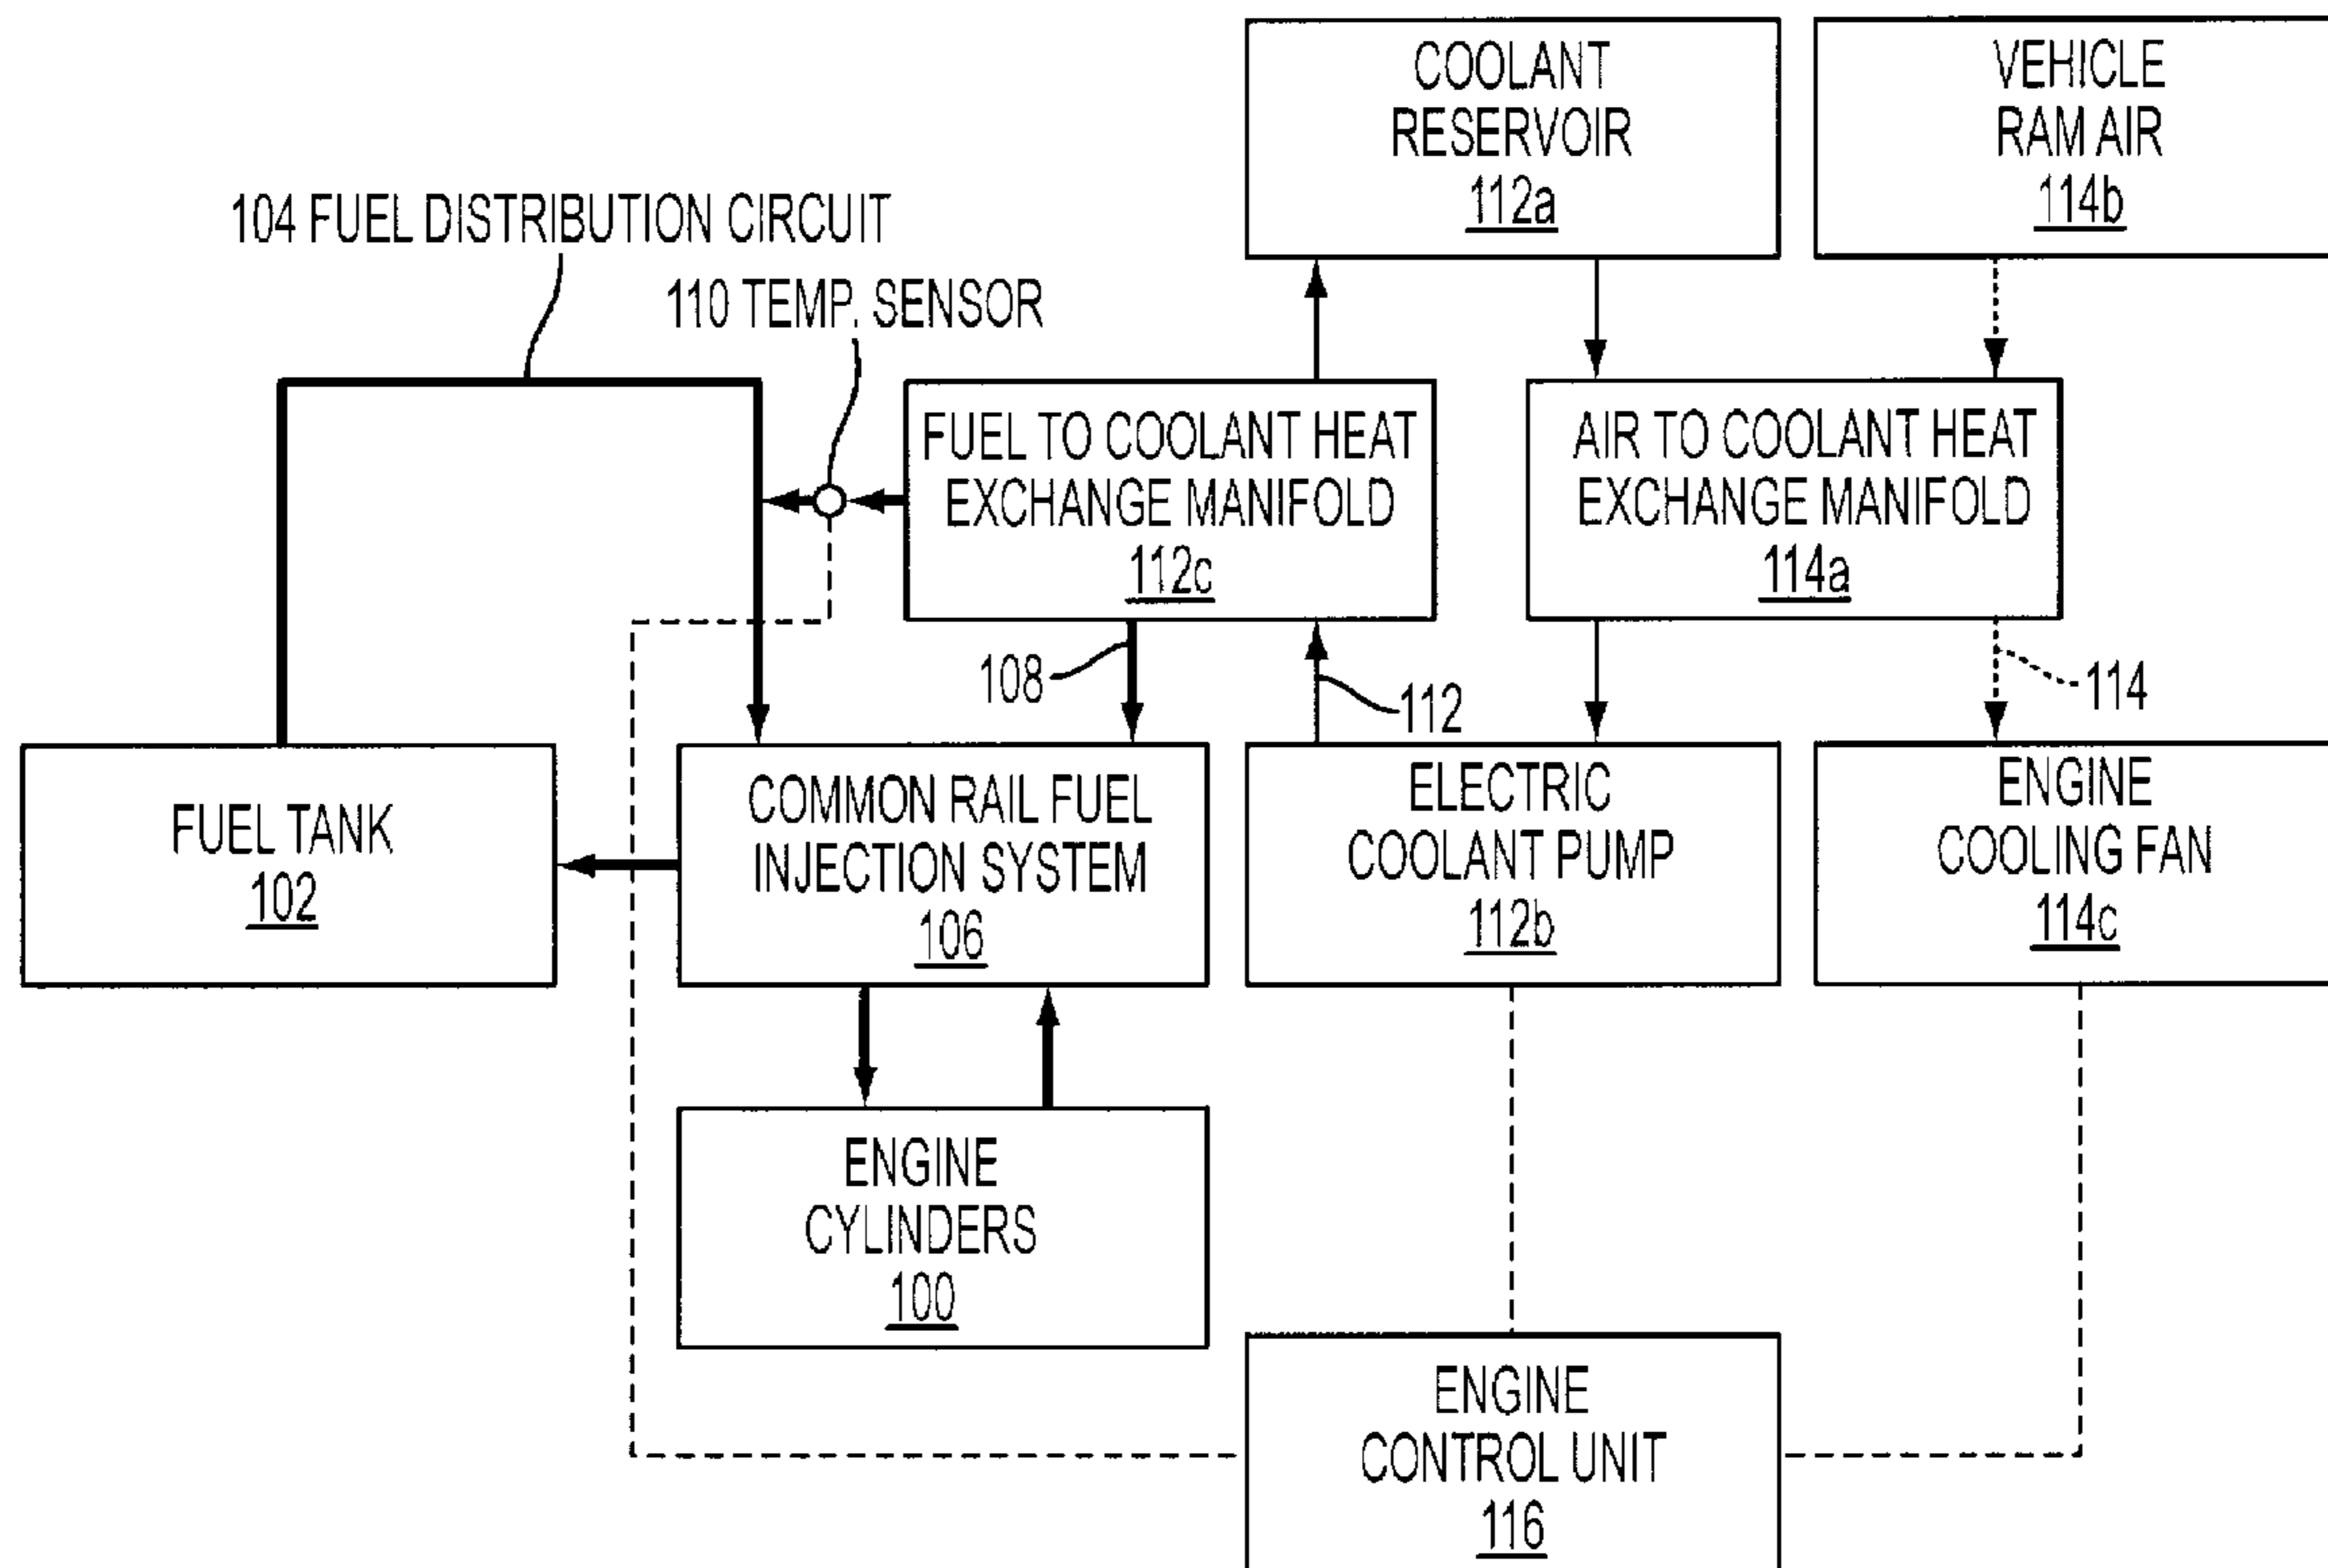 COOLANT
RESERVOIR
112a
VEHICLE
RAM AIR
114b
104 FUEL DISTRIBUTION CIRCUIT
110 TEMP. SENSOR
FUEL TO COOLANT HEAT
EXCHANGE MANIFOLD
112c
AIR TO COOLANT HEAT
EXCHANGE MANIFOLD
114a
108
112
114
FUEL TANK
102
COMMON RAIL FUEL
INJECTION SYSTEM
106
ELECTRIC
COOLANT PUMP
112b
ENGINE
COOLING FAN
114c
ENGINE
CYLINDERS
100
ENGINE
CONTROL UNIT
116